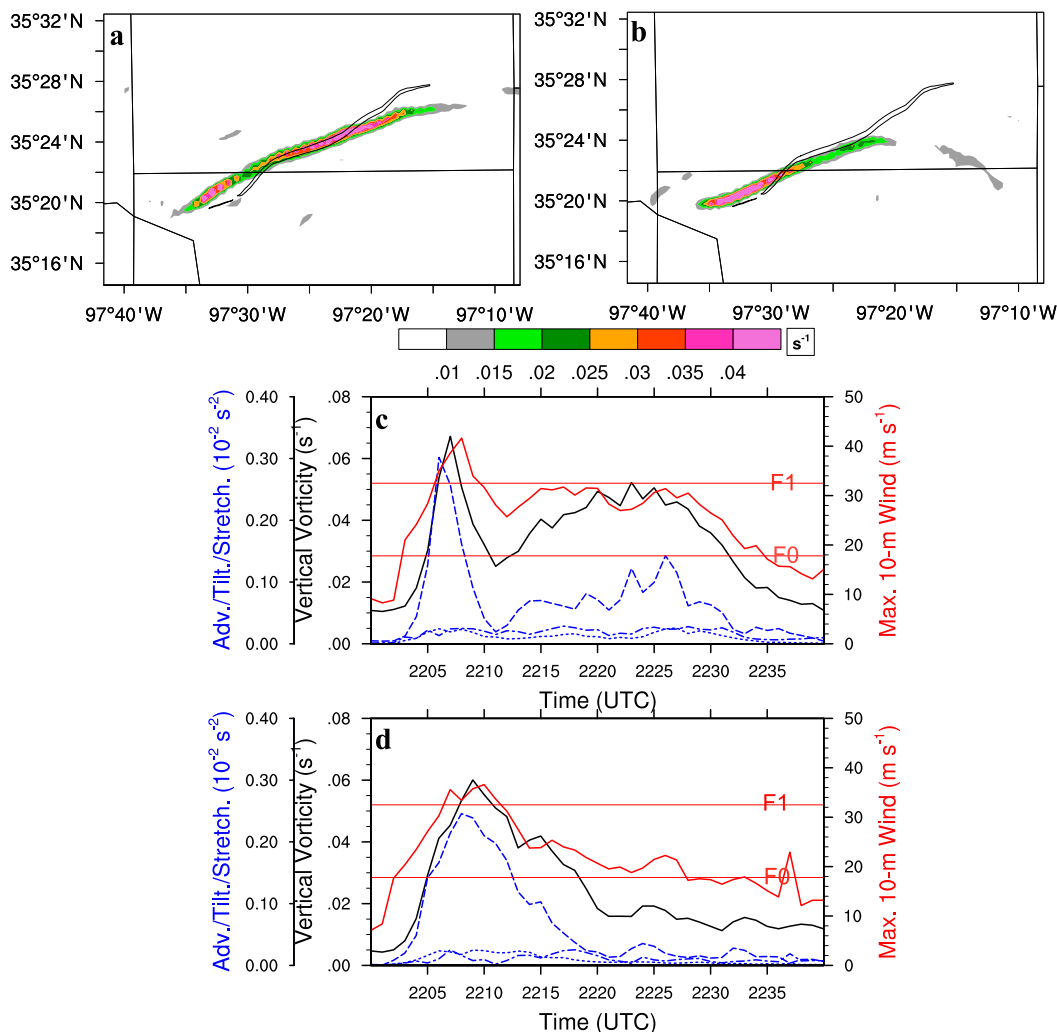 a
35°32'N
35°28'N
35°24'N
35°20'N
35°16'N
97°40'W 97°30'W 97°20'W 97°10'W
b
35°32'N
35°28'N
35°24'N
35°20'N
35°16'N
97°40'W 97°30'W 97°20'W 97°10'W
.01 .015 .02 .025 .03 .035 .04
s⁻¹
c
Adv./Tilt./Stretch. (10⁻² s⁻²)
0.40
0.30
0.20
0.10
0.00
Vertical Vorticity (s⁻¹)
.08
.06
.04
.02
.00
F1
F0
50
40
30
20
10
0
Max. 10-m Wind (m s⁻¹)
2205 2210 2215 2220 2225 2230 2235
Time (UTC)
d
Adv./Tilt./Stretch. (10⁻² s⁻²)
0.40
0.30
0.20
0.10
0.00
Vertical Vorticity (s⁻¹)
.08
.06
.04
.02
.00
F1
F0
50
40
30
20
10
0
Max. 10-m Wind (m s⁻¹)
2205 2210 2215 2220 2225 2230 2235
Time (UTC)